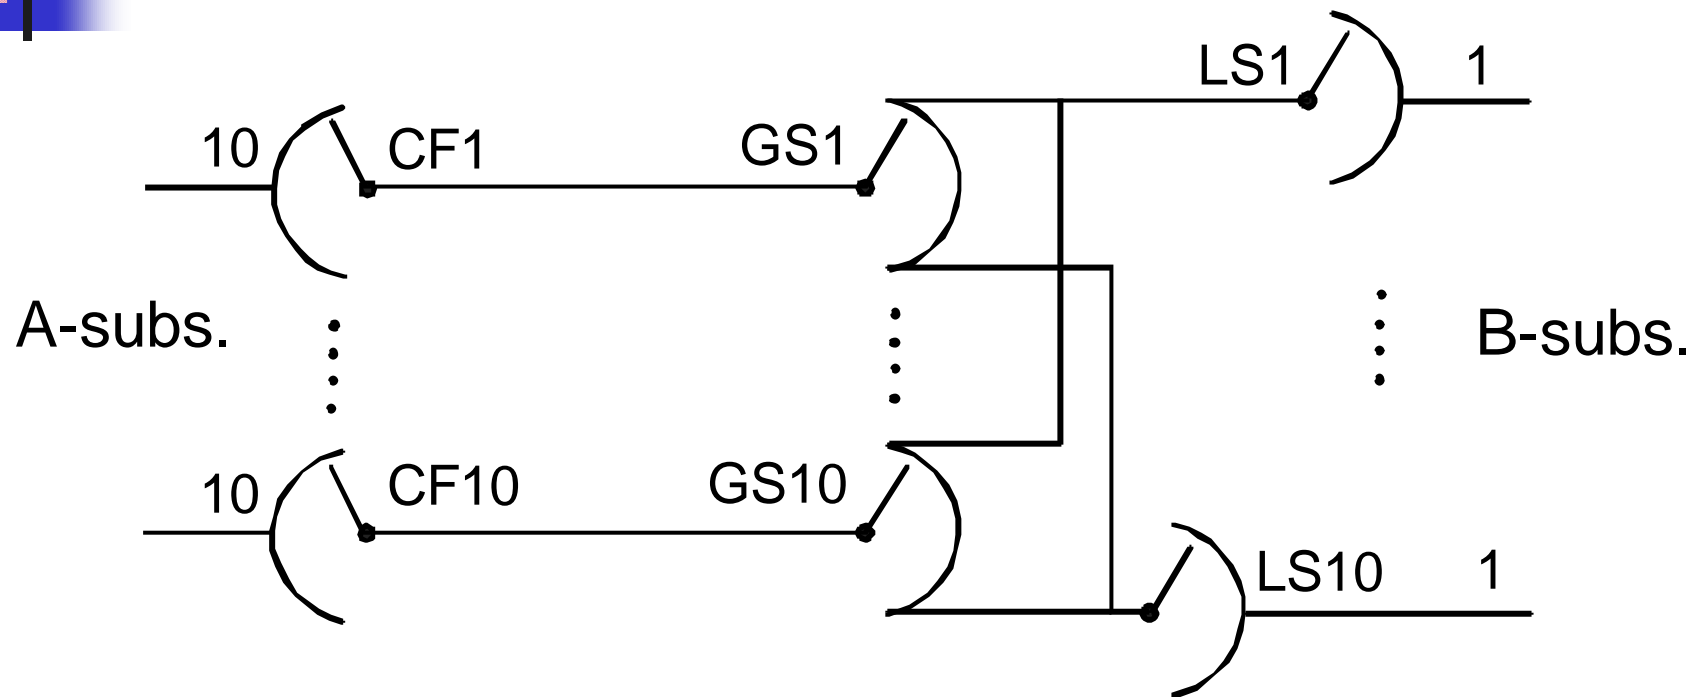 LS1 1
10 CF1 GS1
A-subs. B-subs.
10 CF10 GS10
LS10 1